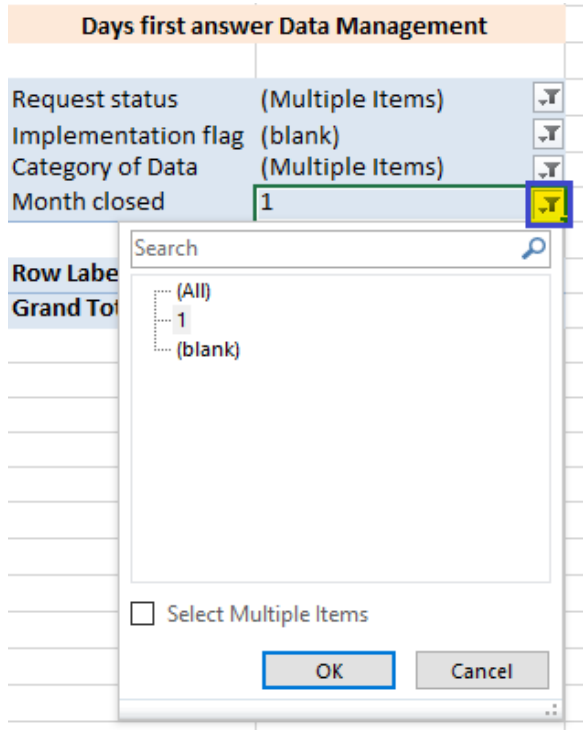 Days first answer Data Management
Request status (Multiple Items)
Implementation flag (blank)
Category of Data (Multiple Items)
Month closed 1
Search
Row Labe
(All)
Grand Tot
1
(blank)
Select Multiple Items
OK Cancel